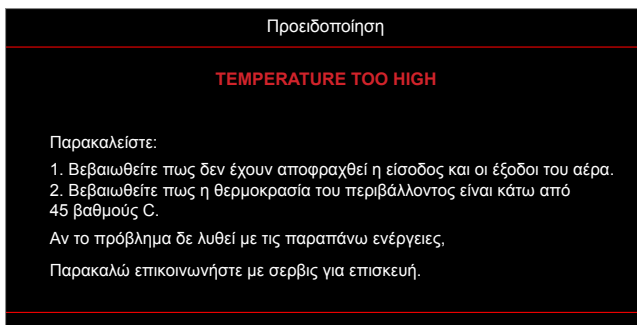 Προειδοποίηση
TEMPERATURE TOO HIGH
Παρακαλείστε:
1. Βεβαιωθείτε πως δεν έχουν αποφραχθεί η είσοδος και οι έξοδοι του αέρα.
2. Βεβαιωθείτε πως η θερμοκρασία του περιβάλλοντος είναι κάτω από
45 βαθμούς C.
Αν το πρόβλημα δε λυθεί με τις παραπάνω ενέργειες,
Παρακαλώ επικοινωνήστε με σερβις για επισκευή.